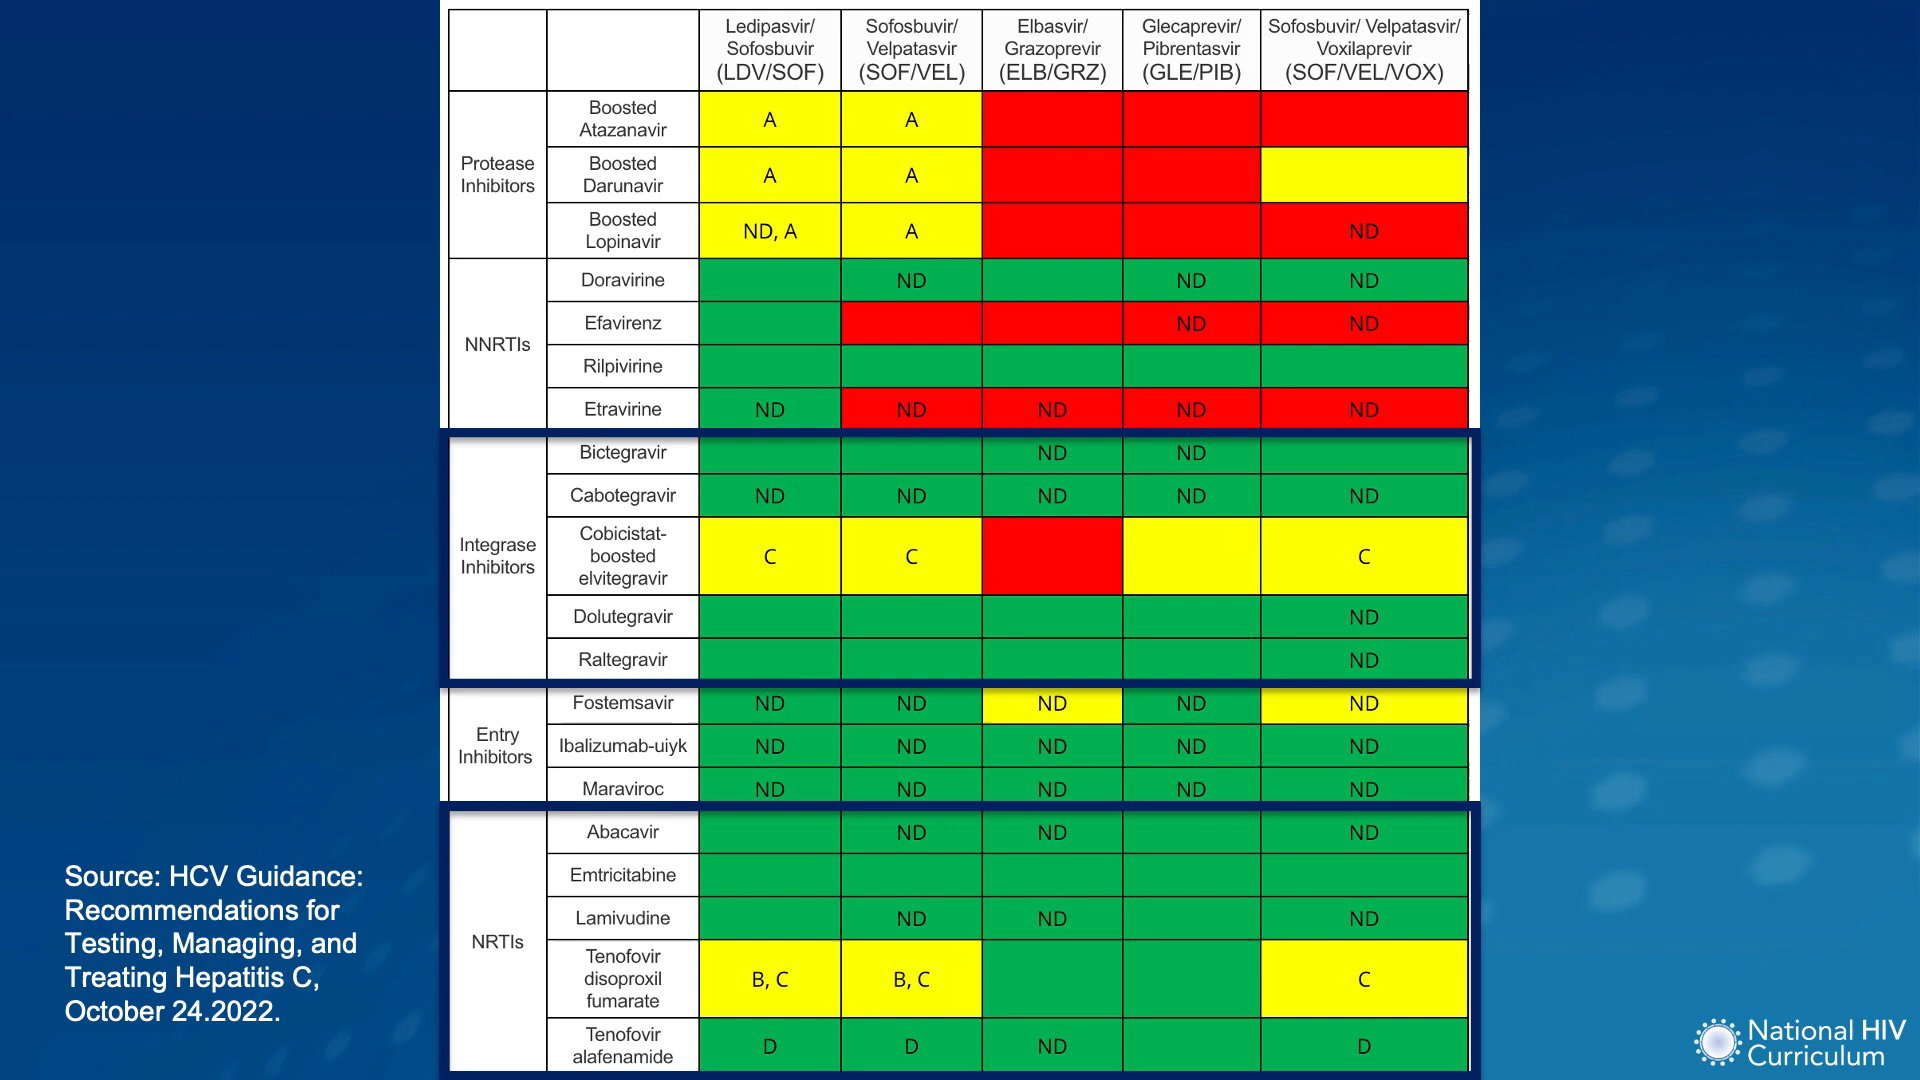 Ledipasvir/
Sofosbuvir
(LDV/SOF)
Sofosbuvir/
Velpatasvir
(SOF/VEL)
Elbasvir/
Grazoprevir
(ELB/GRZ)
Glecaprevir/
Pibrentasvir
(GLE/PIB)
Sofosbuvir/ Velpatasvir/
Voxilaprevir
(SOF/VEL/VOX)
Protease
Inhibitors
Boosted
Atazanavir
A
A
Boosted
Darunavir
A
A
Boosted
Lopinavir
ND, A
A
ND
NNRTIs
Doravirine
ND
ND
ND
Efavirenz
ND
ND
Rilpivirine
Etravirine
ND
ND
ND
ND
ND
Integrase
Inhibitors
Bictegravir
ND
ND
Cabotegravir
ND
ND
ND
ND
ND
Cobicistat-
boosted
elvitegravir
C
C
C
Dolutegravir
ND
Raltegravir
ND
Entry
Inhibitors
Fostemsavir
ND
ND
ND
ND
ND
Ibalizumab-uiyk
ND
ND
ND
ND
ND
Maraviroc
ND
ND
ND
ND
ND
NRTIs
Abacavir
ND
ND
ND
Emtricitabine
Lamivudine
ND
ND
ND
Tenofovir
disoproxil
fumarate
B, C
B, C
C
Tenofovir
alafenamide
D
D
ND
D
Source: HCV Guidance:
Recommendations for
Testing, Managing, and
Treating Hepatitis C,
October 24.2022.
National HIV
Curriculum